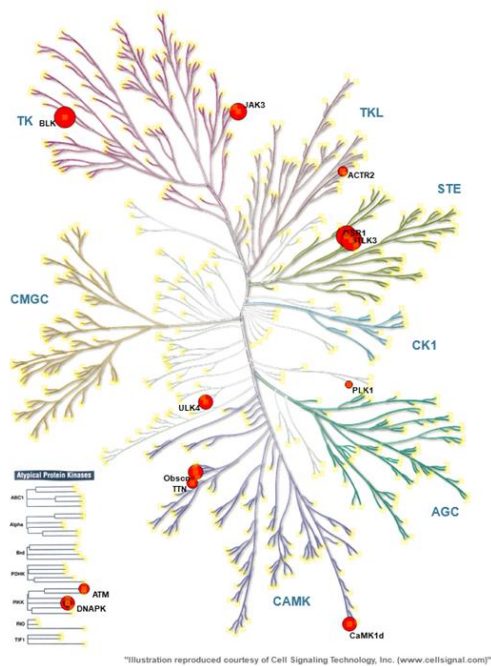 TK
BLK
JAK3
TKL
ACTR2
STE
CMGC
CK1
PLK1
ULK4
Obscn
TTN
AGC
CAMK
CaMK1d
Atypical Protein Kinases
ABC1
Alpha
Brd
PDHK
PIKK
ATM
DNAPK
RIO
TIF1
"Illustration reproduced courtesy of Cell Signaling Technology, Inc. (www.cellsignal.com)"